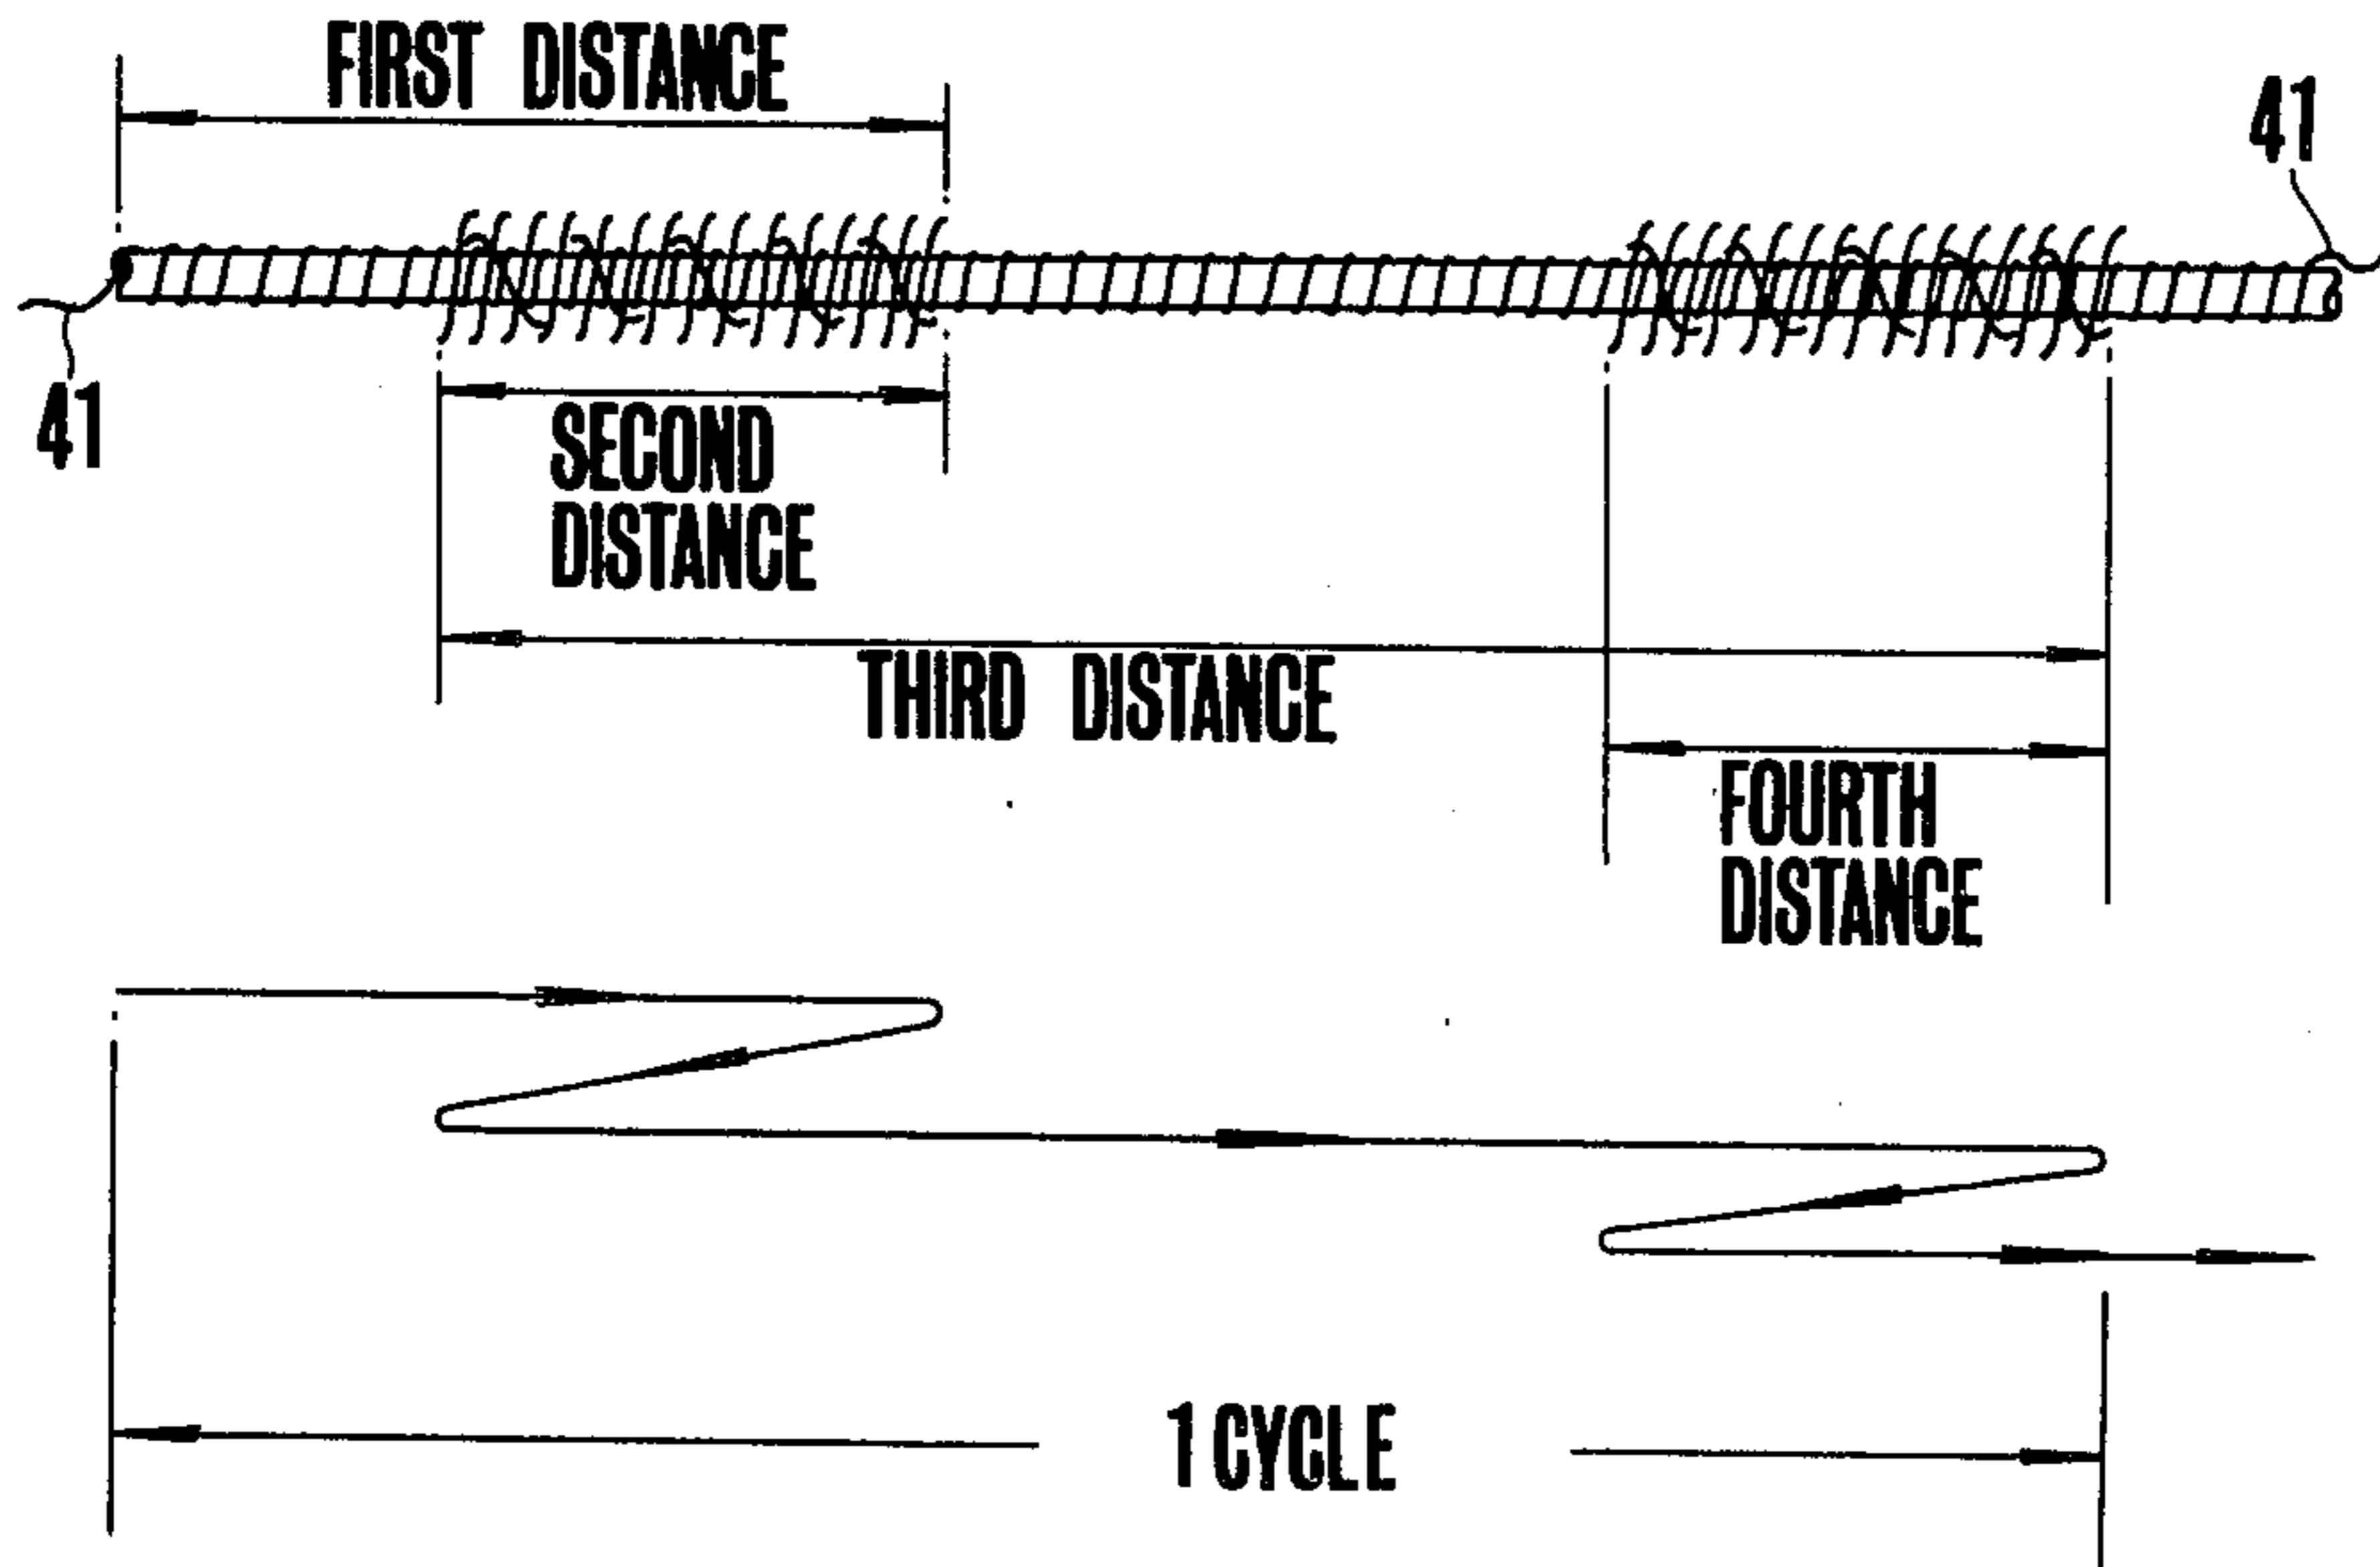 FIRST DISTANCE
41
41
SECOND
DISTANCE
THIRD DISTANCE
FOURTH
DISTANCE
1 CYCLE